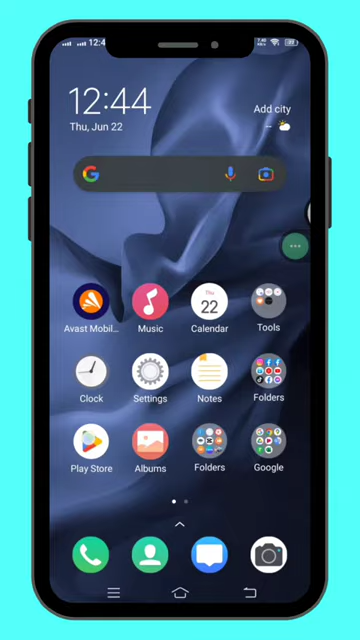 12:4
12:44
Thu, Jun 22
Add city
--
Avast Mobil...
Music
Thu
22
Calendar
Tools
Clock
Settings
Notes
Folders
Play Store
Albums
Folders
Google